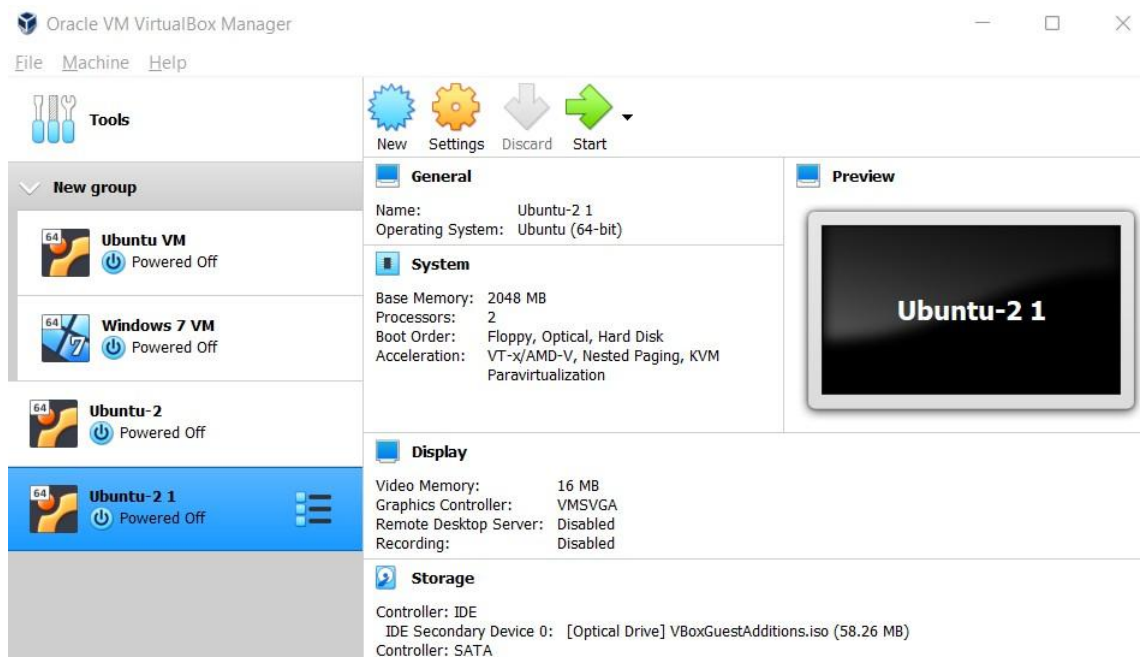 Oracle VM VirtualBox Manager
File Machine Help
Tools
New Settings Discard Start
New group
64
Ubuntu VM
Powered Off
64
7
Windows 7 VM
Powered Off
64
Ubuntu-2
Powered Off
64
Ubuntu-2 1
Powered Off
General
Name: Ubuntu-2 1
Operating System: Ubuntu (64-bit)
System
Base Memory: 2048 MB
Processors: 2
Boot Order: Floppy, Optical, Hard Disk
Acceleration: VT-x/AMD-V, Nested Paging, KVM
Paravirtualization
Preview
Ubuntu-2 1
Display
Video Memory: 16 MB
Graphics Controller: VMSVGA
Remote Desktop Server: Disabled
Recording: Disabled
Storage
Controller: IDE
IDE Secondary Device 0: [Optical Drive] VBoxGuestAdditions.iso (58.26 MB)
Controller: SATA